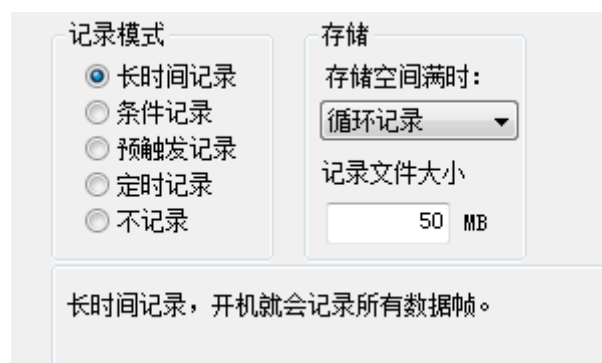 记录模式
长时间记录
条件记录
预触发记录
定时记录
不记录
存储
存储空间满时：
循环记录
记录文件大小
50 MB
长时间记录，开机就会记录所有数据帧。